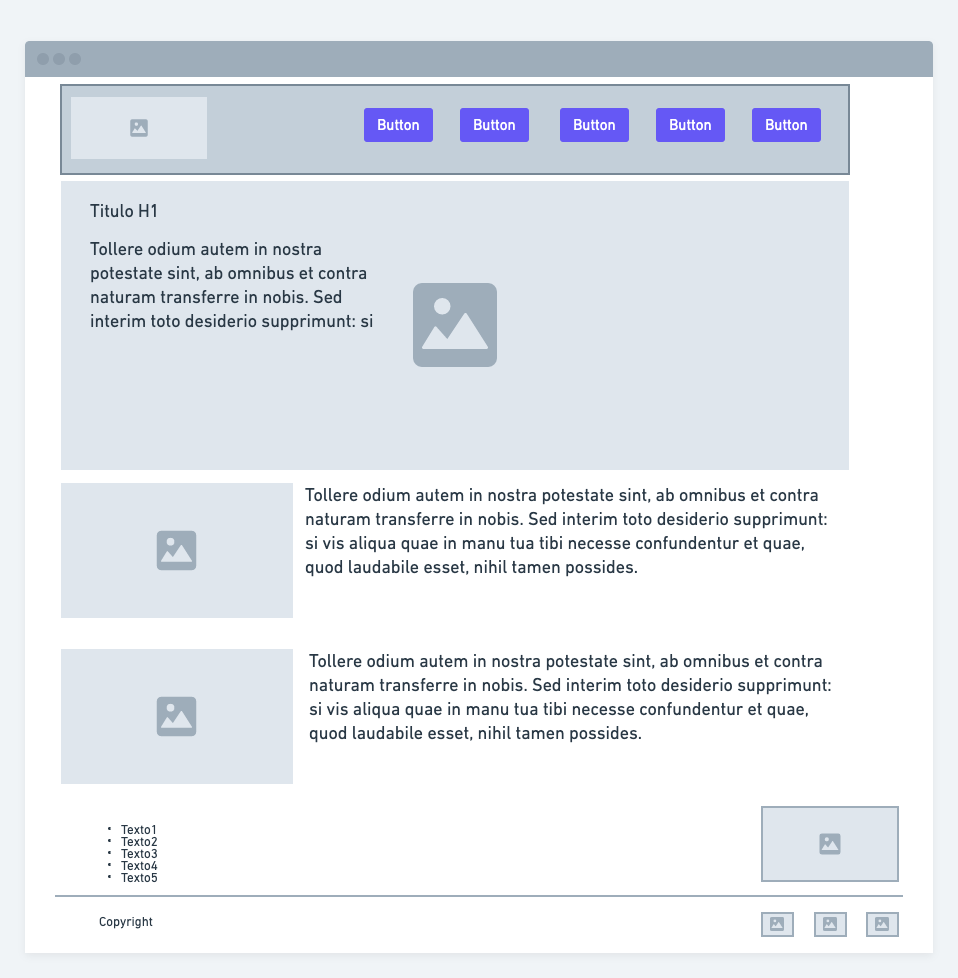 Button Button Button Button Button
Titulo H1
Tollere odium autem in nostra
potestate sint, ab omnibus et contra
naturam transferre in nobis. Sed
interim toto desiderio supprimunt: si
Tollere odium autem in nostra potestate sint, ab omnibus et contra
naturam transferre in nobis. Sed interim toto desiderio supprimunt:
si vis aliqua quae in manu tua tibi necesse confundentur et quae,
quod laudabile esset, nihil tamen possides.
Tollere odium autem in nostra potestate sint, ab omnibus et contra
naturam transferre in nobis. Sed interim toto desiderio supprimunt:
si vis aliqua quae in manu tua tibi necesse confundentur et quae,
quod laudabile esset, nihil tamen possides.
• Texto1
• Texto2
• Texto3
• Texto4
• Texto5
Copyright